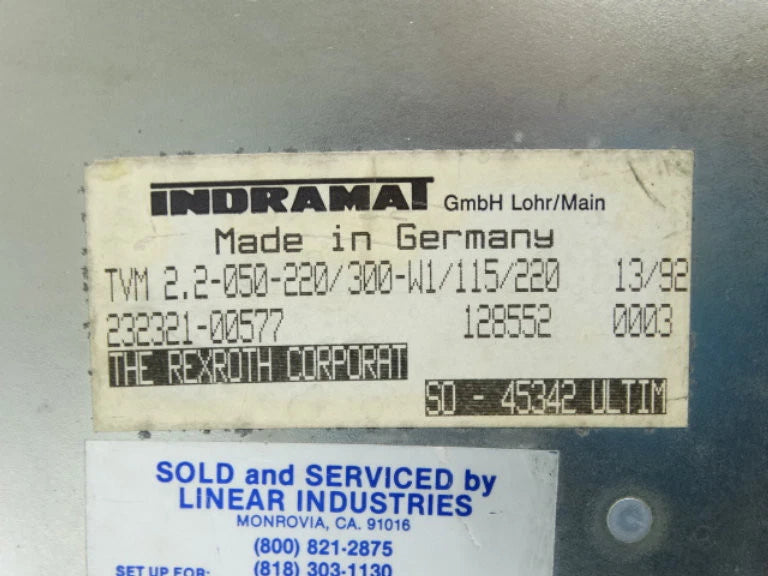 INDRAMAT GmbH Lohr/Main
Made in Germany
TVM 2.2-050-220/300-W1/115/220 13/92
232321-00577 128552 0003
THE REXROTH CORPORAT
SO - 45342 ULTIM
SOLD and SERVICED by
LINEAR INDUSTRIES
MONROVIA, CA. 91016
(800) 821-2875
SET UP FOR: (818) 303-1130